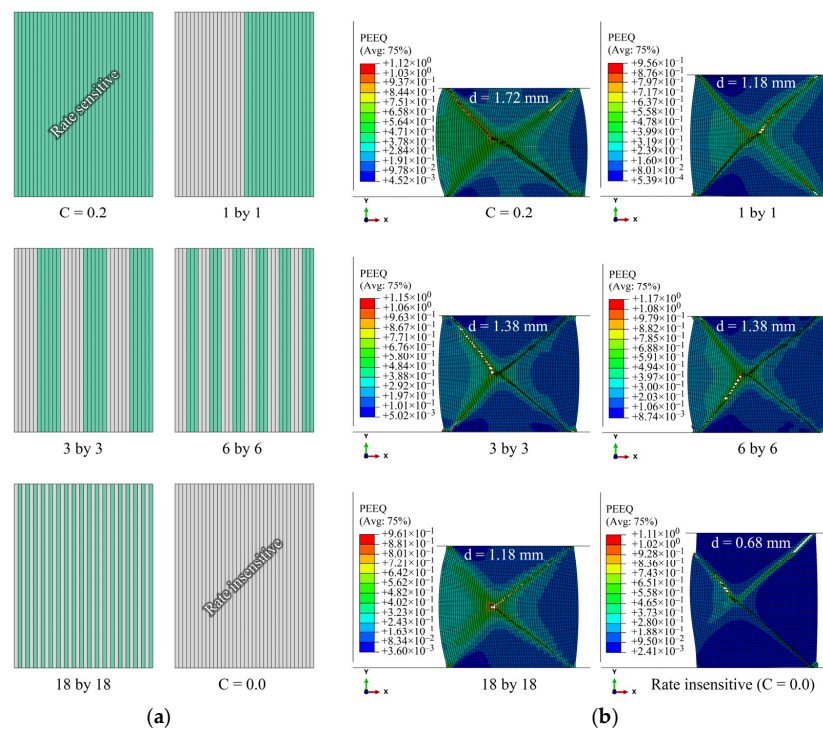 Rate sensitive
C = 0.2
1 by 1
3 by 3
6 by 6
Rate insensitive
18 by 18
C = 0.0
(a)
PEEQ
(Avg: 75%)
+1.12×10⁰
+1.03×10⁰
+9.37×10⁻¹
+8.44×10⁻¹
+7.51×10⁻¹
+6.58×10⁻¹
+5.64×10⁻¹
+4.71×10⁻¹
+3.78×10⁻¹
+2.84×10⁻¹
+1.91×10⁻¹
+9.78×10⁻²
+4.52×10⁻³
d = 1.72 mm
Y
X
C = 0.2
PEEQ
(Avg: 75%)
+9.56×10⁻¹
+8.76×10⁻¹
+7.97×10⁻¹
+7.17×10⁻¹
+6.37×10⁻¹
+5.58×10⁻¹
+4.78×10⁻¹
+3.99×10⁻¹
+3.19×10⁻¹
+2.39×10⁻¹
+1.60×10⁻¹
+8.01×10⁻²
+5.39×10⁻⁴
d = 1.18 mm
Y
X
1 by 1
PEEQ
(Avg: 75%)
+1.15×10⁰
+1.06×10⁰
+9.63×10⁻¹
+8.67×10⁻¹
+7.71×10⁻¹
+6.76×10⁻¹
+5.80×10⁻¹
+4.84×10⁻¹
+3.88×10⁻¹
+2.92×10⁻¹
+1.97×10⁻¹
+1.01×10⁻¹
+5.02×10⁻³
d = 1.38 mm
Y
X
3 by 3
PEEQ
(Avg: 75%)
+1.17×10⁰
+1.08×10⁰
+9.79×10⁻¹
+8.82×10⁻¹
+7.85×10⁻¹
+6.88×10⁻¹
+5.91×10⁻¹
+4.94×10⁻¹
+3.97×10⁻¹
+3.00×10⁻¹
+2.03×10⁻¹
+1.06×10⁻¹
+8.74×10⁻³
d = 1.38 mm
Y
X
6 by 6
PEEQ
(Avg: 75%)
+9.61×10⁻¹
+8.81×10⁻¹
+8.01×10⁻¹
+7.21×10⁻¹
+6.42×10⁻¹
+5.62×10⁻¹
+4.82×10⁻¹
+4.02×10⁻¹
+3.23×10⁻¹
+2.43×10⁻¹
+1.63×10⁻¹
+8.34×10⁻²
+3.60×10⁻³
d = 1.18 mm
Y
X
18 by 18
PEEQ
(Avg: 75%)
+1.11×10⁰
+1.02×10⁰
+9.28×10⁻¹
+8.36×10⁻¹
+7.43×10⁻¹
+6.51×10⁻¹
+5.58×10⁻¹
+4.65×10⁻¹
+3.73×10⁻¹
+2.80×10⁻¹
+1.88×10⁻¹
+9.50×10⁻²
+2.41×10⁻³
d = 0.68 mm
Y
X
Rate insensitive (C = 0.0)
(b)